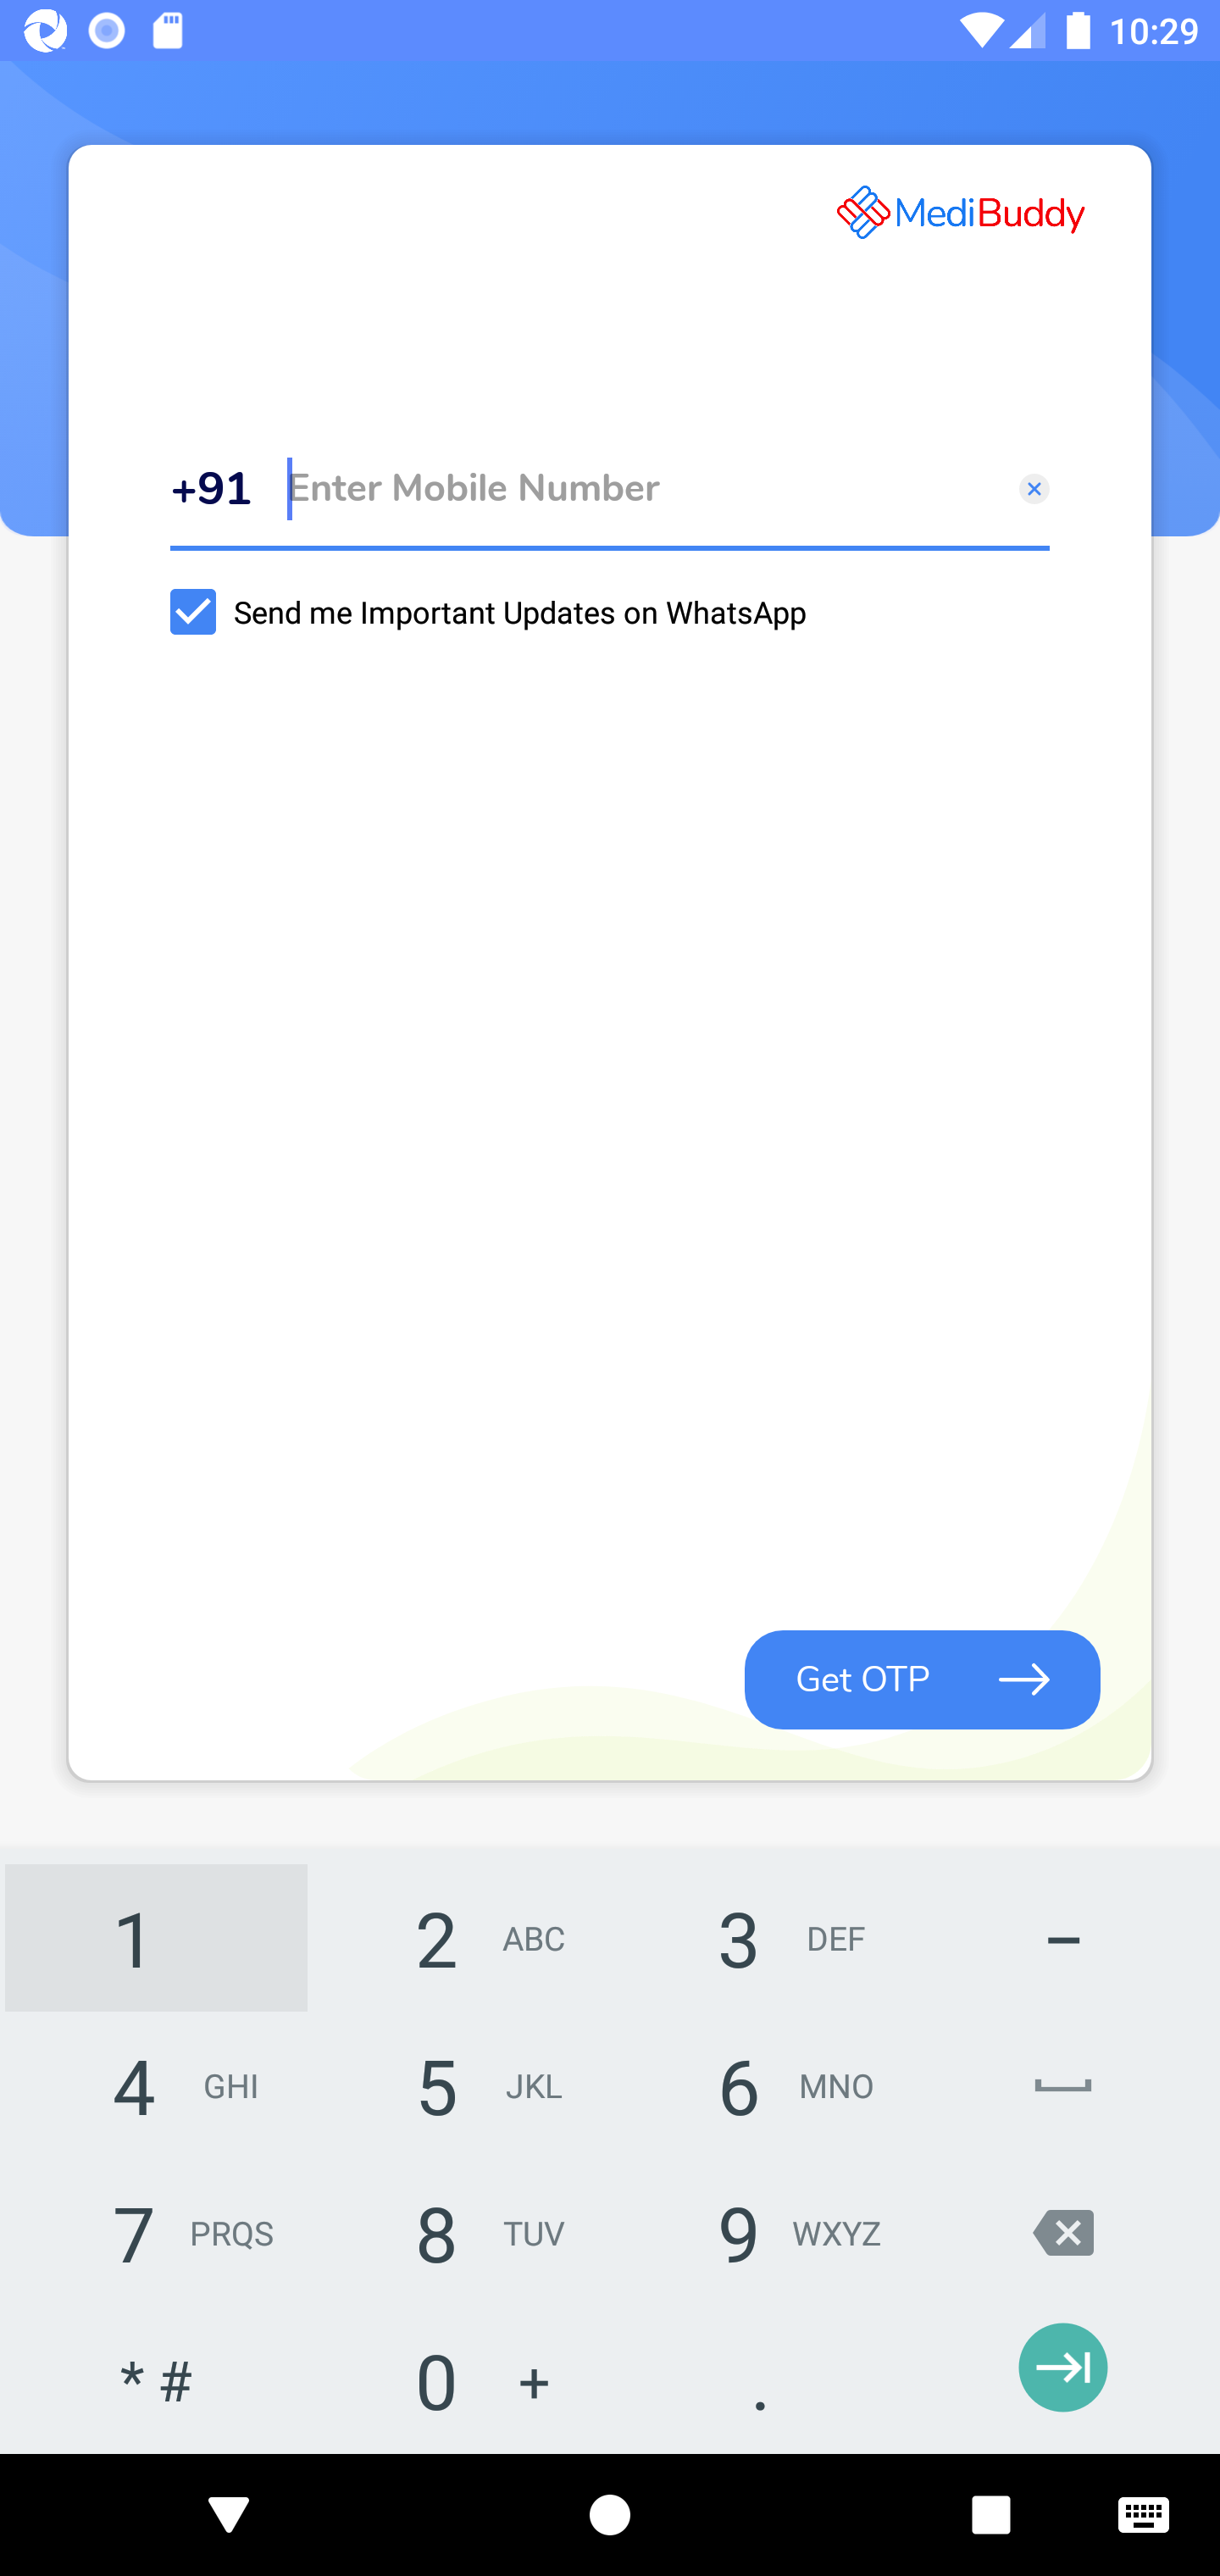 10:29
MediBuddy
+91 Enter Mobile Number
Send me Important Updates on WhatsApp
Get OTP
1 2 ABC 3 DEF –
4 GHI 5 JKL 6 MNO
7 PRQS 8 TUV 9 WXYZ
* # 0 + .